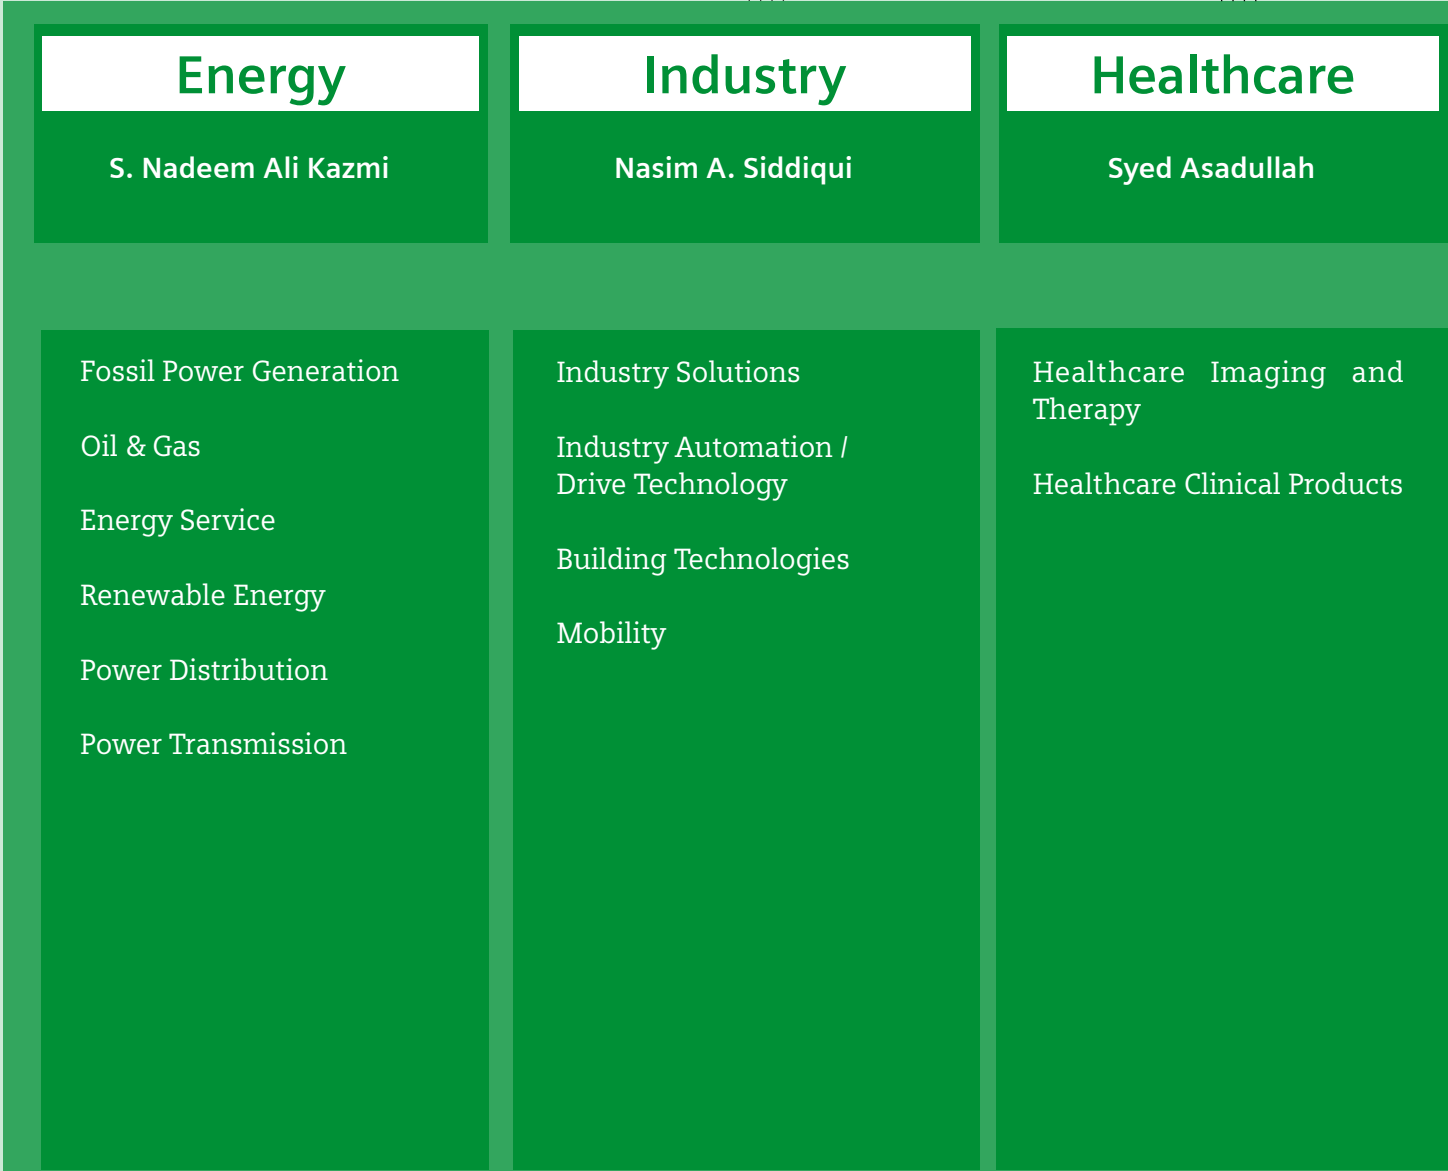 Energy
S. Nadeem Ali Kazmi
Fossil Power Generation
Oil & Gas
Energy Service
Renewable Energy
Power Distribution
Power Transmission
Industry
Nasim A. Siddiqui
Industry Solutions
Industry Automation /
Drive Technology
Building Technologies
Mobility
Healthcare
Syed Asadullah
Healthcare Imaging and
Therapy
Healthcare Clinical Products